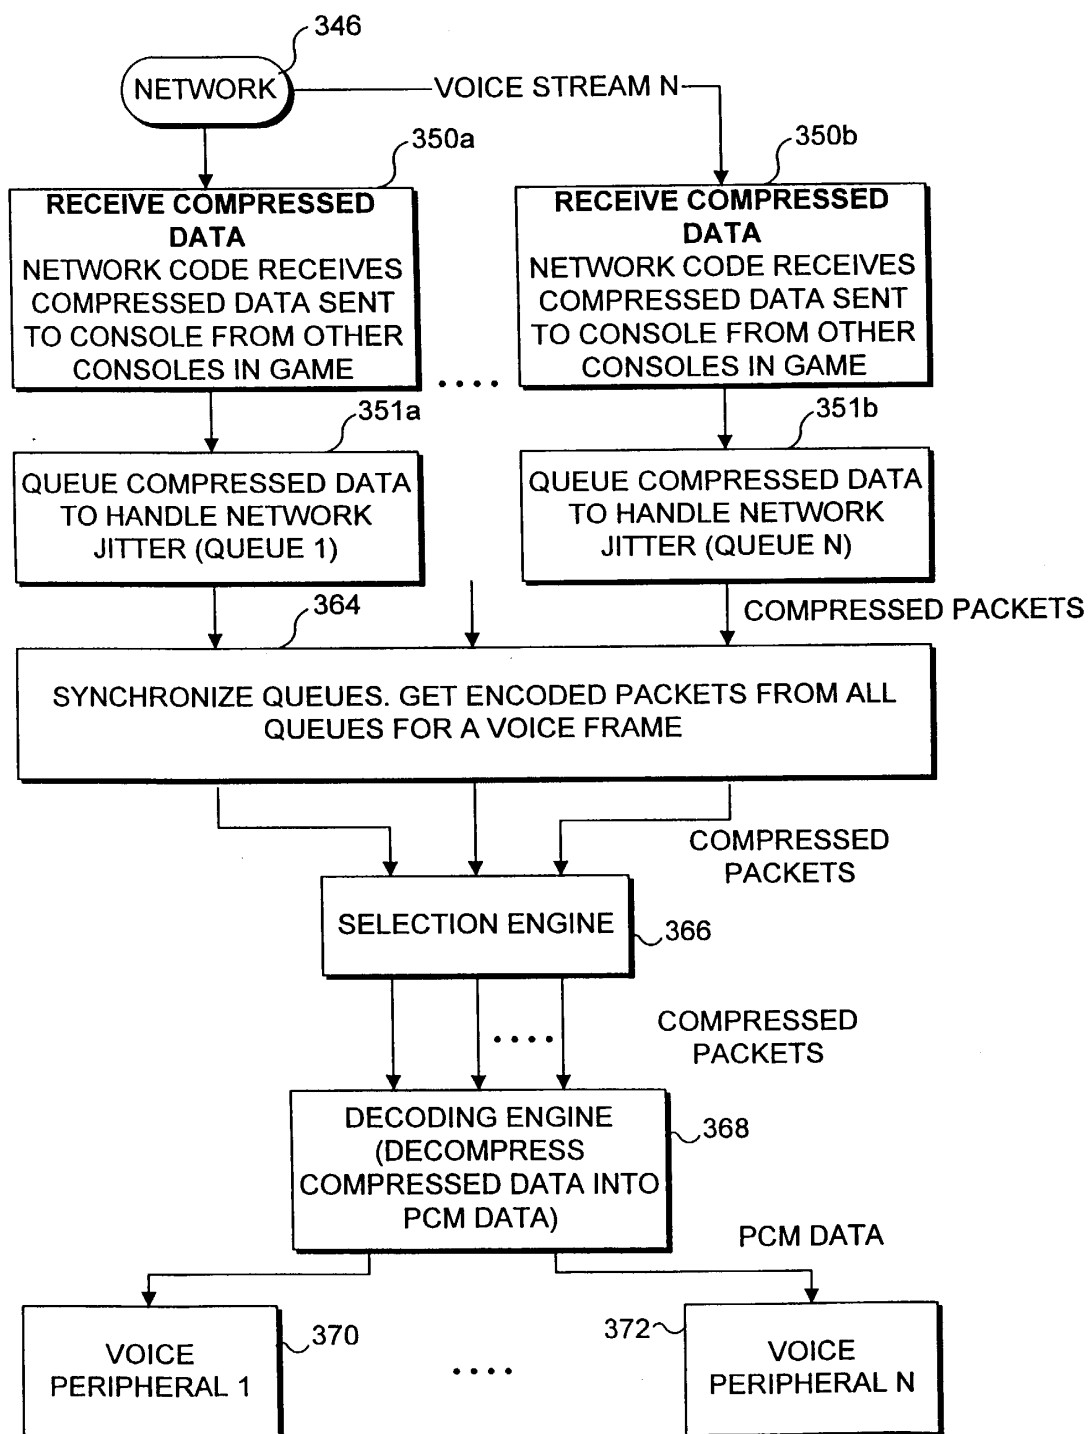 346
NETWORK
VOICE STREAM N
350a
350b
RECEIVE COMPRESSED
DATA
NETWORK CODE RECEIVES
COMPRESSED DATA SENT
TO CONSOLE FROM OTHER
CONSOLES IN GAME
RECEIVE COMPRESSED
DATA
NETWORK CODE RECEIVES
COMPRESSED DATA SENT
TO CONSOLE FROM OTHER
CONSOLES IN GAME
351a
351b
QUEUE COMPRESSED DATA
TO HANDLE NETWORK
JITTER (QUEUE 1)
QUEUE COMPRESSED DATA
TO HANDLE NETWORK
JITTER (QUEUE N)
364
COMPRESSED PACKETS
SYNCHRONIZE QUEUES. GET ENCODED PACKETS FROM ALL
QUEUES FOR A VOICE FRAME
COMPRESSED
PACKETS
SELECTION ENGINE
366
COMPRESSED
PACKETS
DECODING ENGINE
(DECOMPRESS
COMPRESSED DATA INTO
PCM DATA)
368
PCM DATA
VOICE
PERIPHERAL 1
370
372
VOICE
PERIPHERAL N